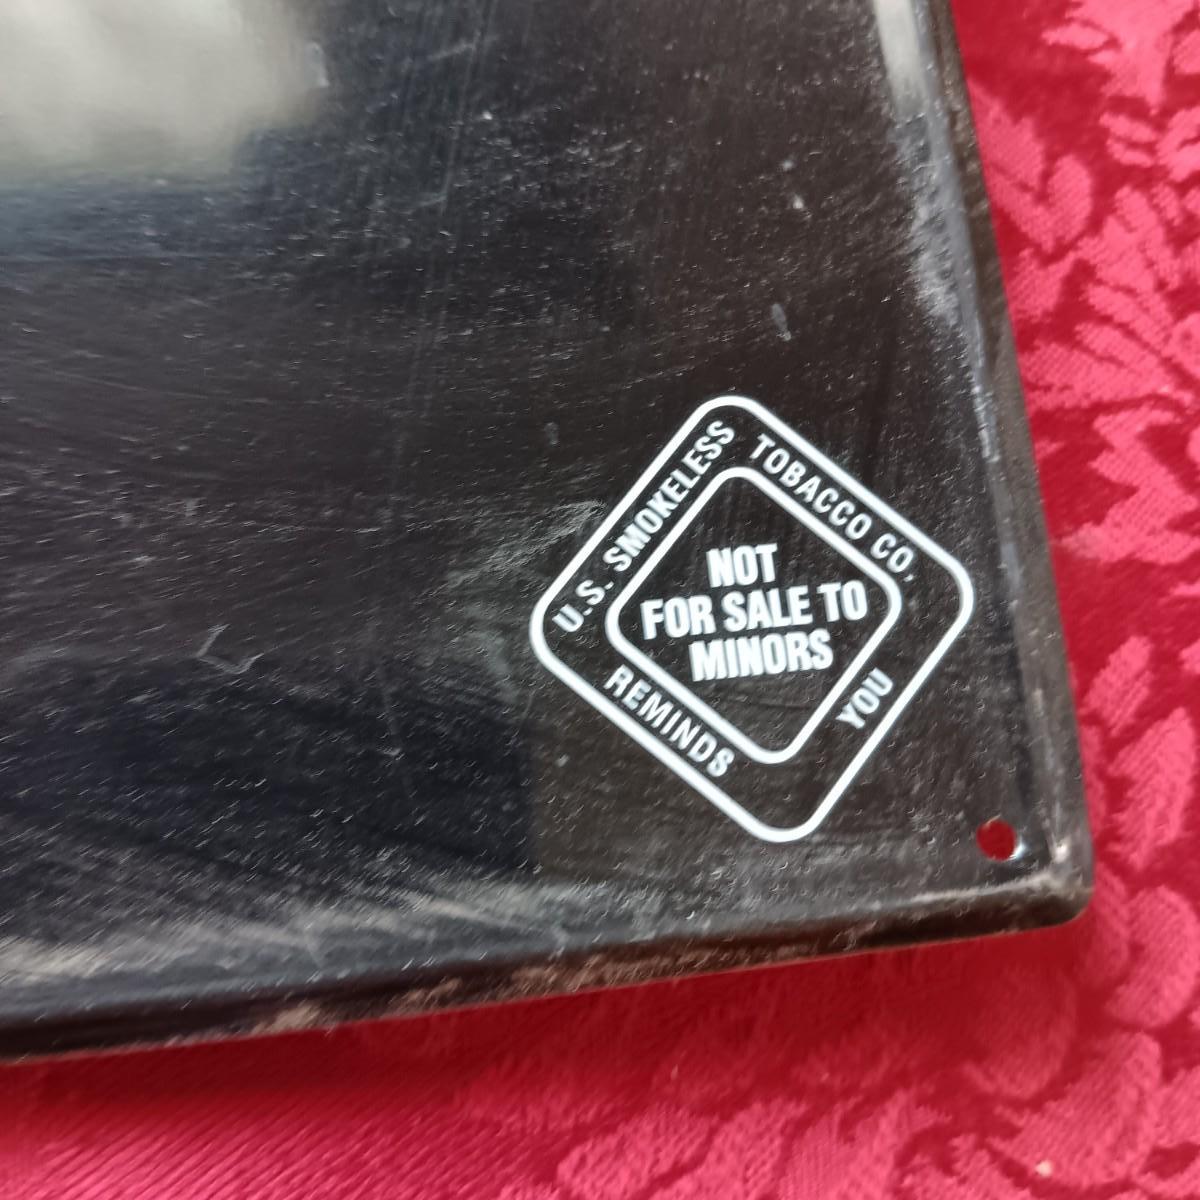 U.S. SMOKELESS
TOBACCO CO.
REMINDS
YOU
NOT
FOR SALE TO
MINORS